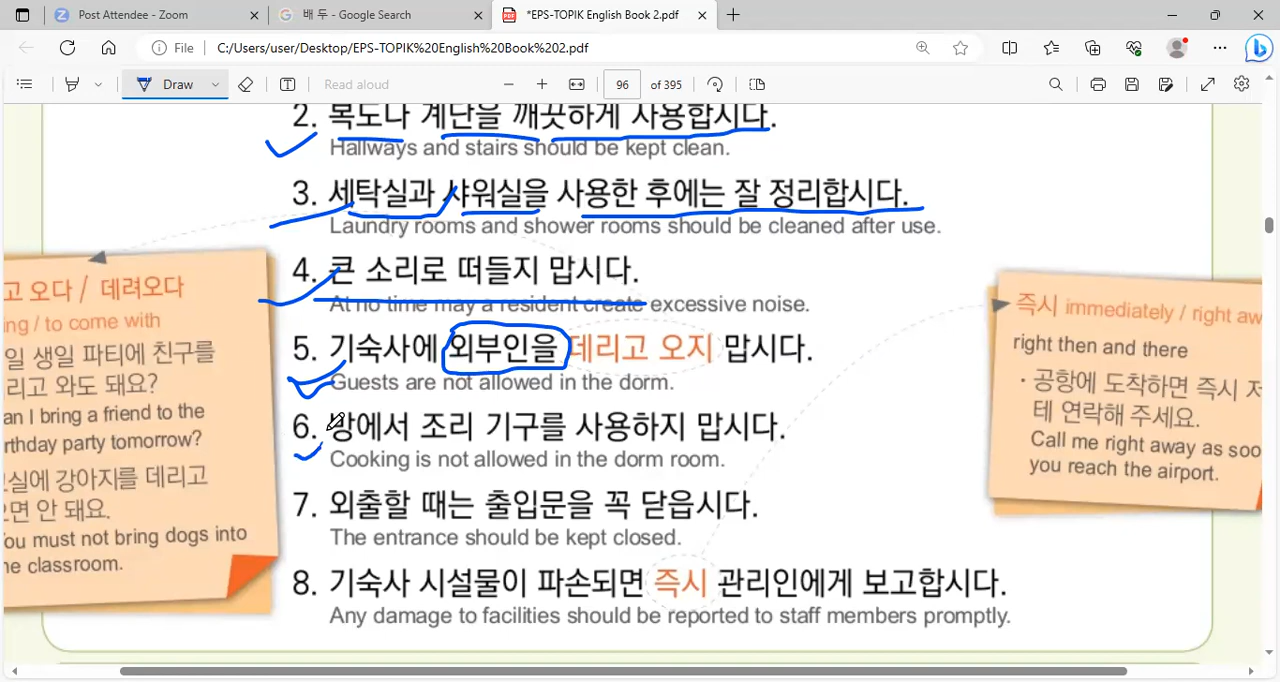 Post Attendee - Zoom
배 두 - Google Search
*EPS-TOPIK English Book 2.pdf
File
C:/Users/user/Desktop/EPS-TOPIK%20English%20Book%202.pdf
Draw
Read aloud
96 of 395
2. 복도나 계단을 깨끗하게 사용합시다.
Hallways and stairs should be kept clean.
3. 세탁실과 샤워실을 사용한 후에는 잘 정리합시다.
Laundry rooms and shower rooms should be cleaned after use.
4. 큰 소리로 떠들지 맙시다.
At no time may a resident create excessive noise.
5. 기숙사에 외부인을 데리고 오지 맙시다.
Guests are not allowed in the dorm.
6. 방에서 조리 기구를 사용하지 맙시다.
Cooking is not allowed in the dorm room.
7. 외출할 때는 출입문을 꼭 닫읍시다.
The entrance should be kept closed.
8. 기숙사 시설물이 파손되면 즉시 관리인에게 보고합시다.
Any damage to facilities should be reported to staff members promptly.
고 오다 / 데려오다
ing / to come with
일 생일 파티에 친구를
리고 와도 돼요?
an I bring a friend to the
rthday party tomorrow?
실에 강아지를 데리고
면 안 돼요.
ou must not bring dogs into
he classroom.
즉시 immediately / right aw
right then and there
· 공항에 도착하면 즉시 저
테 연락해 주세요.
Call me right away as soo
you reach the airport.